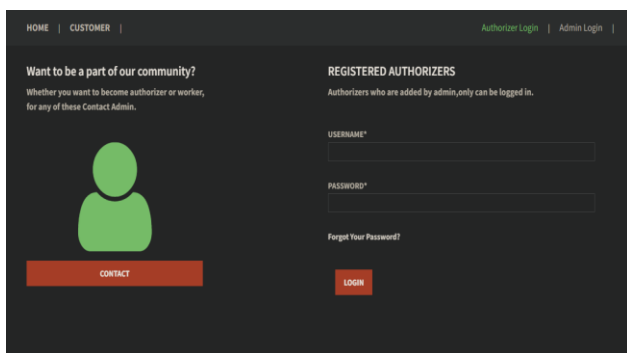 HOME | CUSTOMER |
Authorizer Login | Admin Login |
Want to be a part of our community?
Whether you want to become authorizer or worker,
for any of these Contact Admin.
CONTACT
REGISTERED AUTHORIZERS
Authorizers who are added by admin,only can be logged in.
USERNAME*
PASSWORD*
Forgot Your Password?
LOGIN